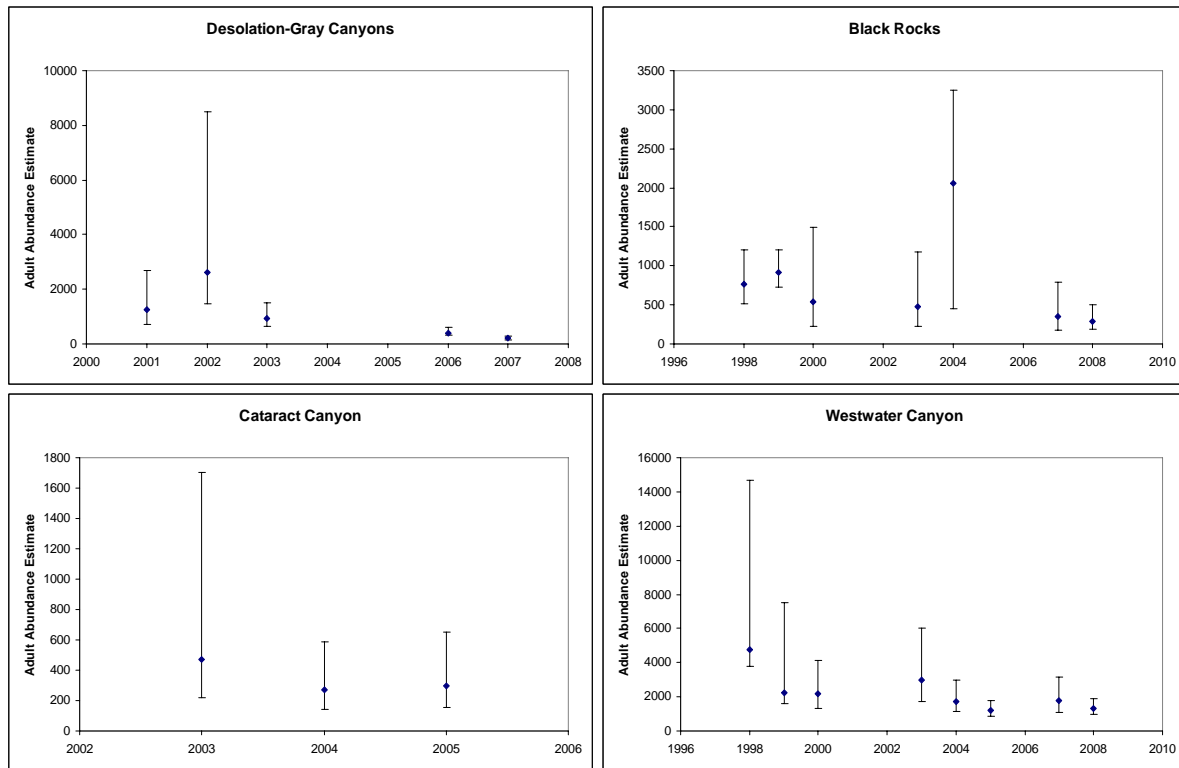 Desolation-Gray Canyons
Adult Abundance Estimate
10000
8000
6000
4000
2000
0
2000 2001 2002 2003 2004 2005 2006 2007 2008
Black Rocks
Adult Abundance Estimate
3500
3000
2500
2000
1500
1000
500
0
1996 1998 2000 2002 2004 2006 2008 2010
Cataract Canyon
Adult Abundance Estimate
1800
1600
1400
1200
1000
800
600
400
200
0
2002 2003 2004 2005 2006
Westwater Canyon
Adult Abundance Estimate
16000
14000
12000
10000
8000
6000
4000
2000
0
1996 1998 2000 2002 2004 2006 2008 2010